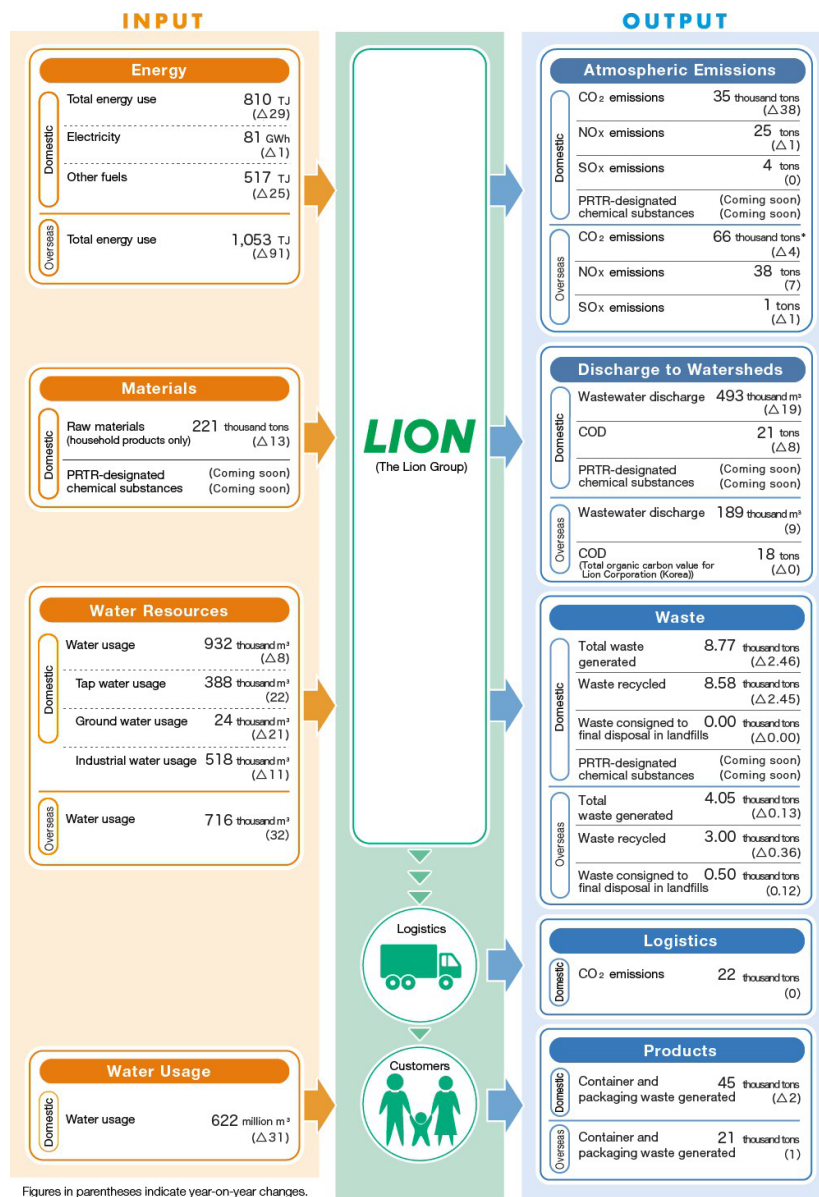 INPUT
OUTPUT
Energy
Domestic
Total energy use 810 TJ
(△29)
Electricity 81 GWh
(△1)
Other fuels 517 TJ
(△25)
Overseas
Total energy use 1,053 TJ
(△91)
Materials
Domestic
Raw materials 221 thousand tons
(household products only) (△13)
PRTR-designated (Coming soon)
chemical substances (Coming soon)
Water Resources
Domestic
Water usage 932 thousand m³
(△8)
Tap water usage 388 thousand m³
(22)
Ground water usage 24 thousand m³
(△21)
Industrial water usage 518 thousand m³
(△11)
Overseas
Water usage 716 thousand m³
(32)
Water Usage
Domestic
Water usage 622 million m³
(△31)
Figures in parentheses indicate year-on-year changes.
LION
(The Lion Group)
Logistics
Customers
Atmospheric Emissions
Domestic
CO₂ emissions 35 thousand tons
(△38)
NOx emissions 25 tons
(△1)
SOx emissions 4 tons
(0)
PRTR-designated (Coming soon)
chemical substances (Coming soon)
Overseas
CO₂ emissions 66 thousand tons*
(△4)
NOx emissions 38 tons
(7)
SOx emissions 1 tons
(△1)
Discharge to Watersheds
Domestic
Wastewater discharge 493 thousand m³
(△19)
COD 21 tons
(△8)
PRTR-designated (Coming soon)
chemical substances (Coming soon)
Overseas
Wastewater discharge 189 thousand m³
(9)
COD 18 tons
(Total organic carbon value for (△0)
Lion Corporation (Korea))
Waste
Domestic
Total waste 8.77 thousand tons
generated (△2.46)
Waste recycled 8.58 thousand tons
(△2.45)
Waste consigned to 0.00 thousand tons
final disposal in landfills (△0.00)
PRTR-designated (Coming soon)
chemical substances (Coming soon)
Overseas
Total 4.05 thousand tons
waste generated (△0.13)
Waste recycled 3.00 thousand tons
(△0.36)
Waste consigned to 0.50 thousand tons
final disposal in landfills (0.12)
Logistics
Domestic
CO₂ emissions 22 thousand tons
(0)
Products
Domestic
Container and 45 thousand tons
packaging waste generated (△2)
Overseas
Container and 21 thousand tons
packaging waste generated (1)